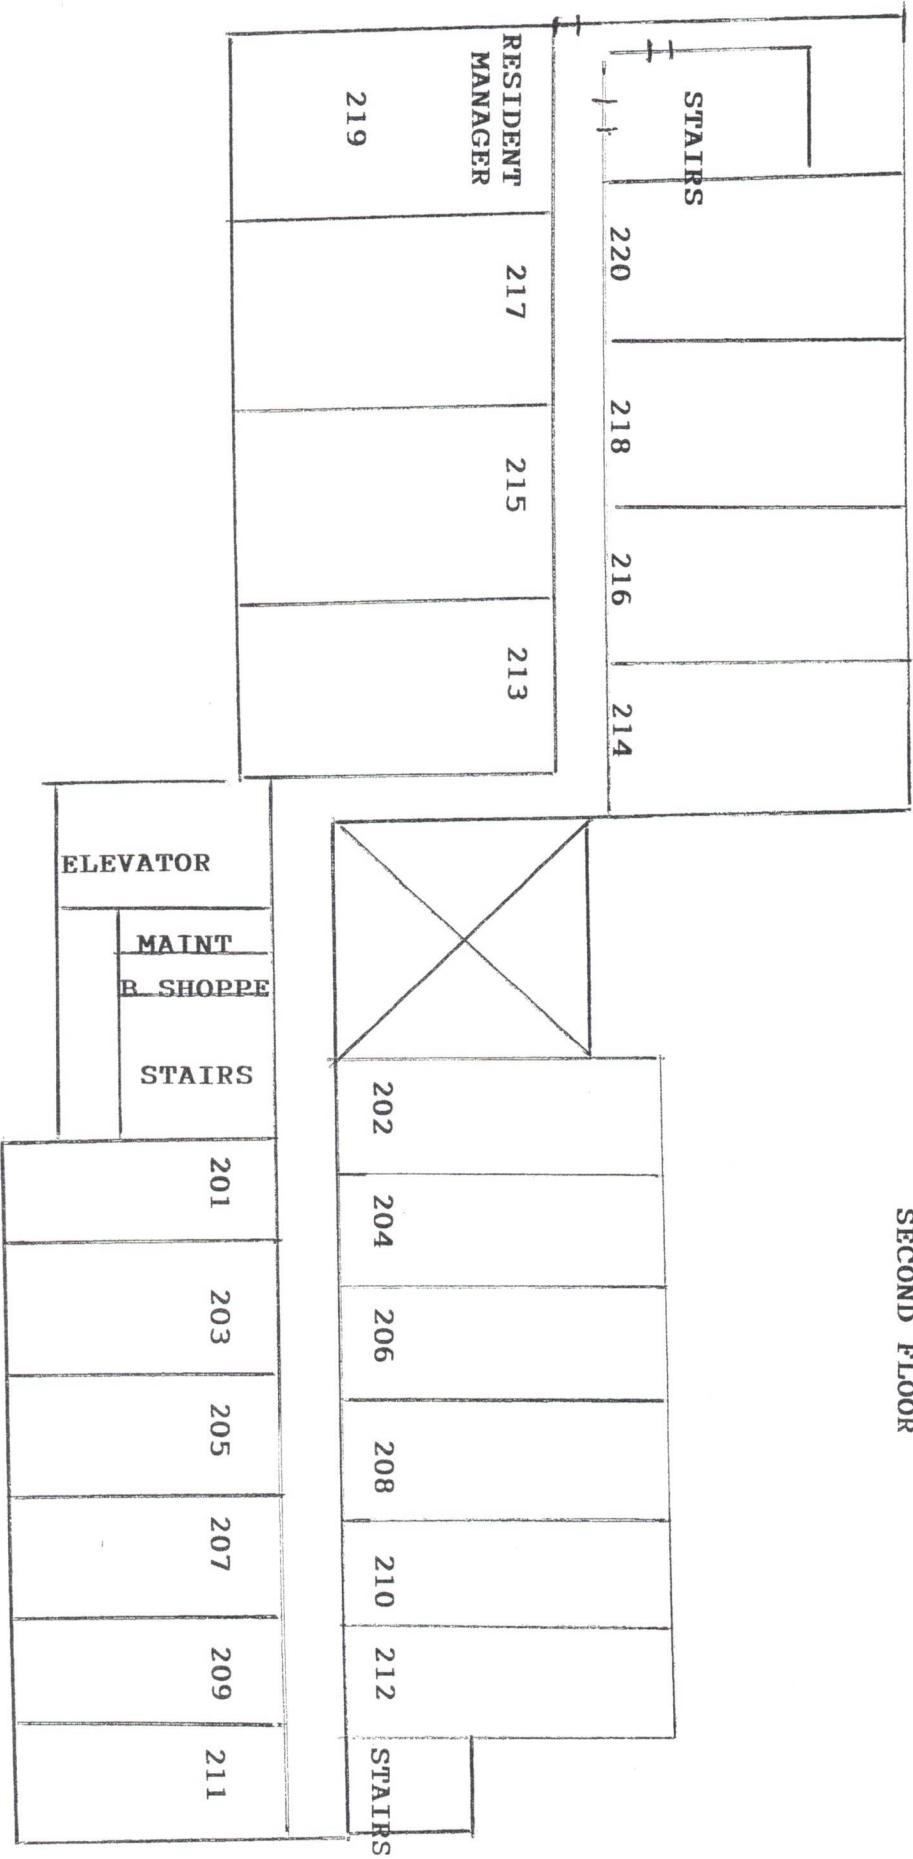 SECOND FLOOR
STAIRS
220
218
216
214
RESIDENT
MANAGER
219
217
215
213
ELEVATOR
MAINT
B SHOPPE
STAIRS
202
204
206
208
210
212
STAIRS
201
203
205
207
209
211